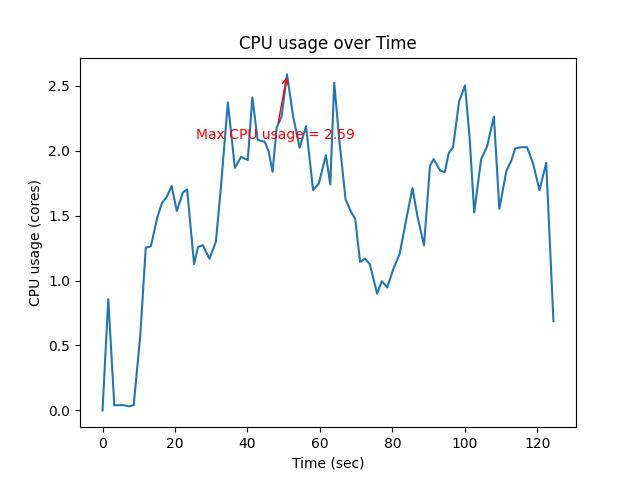 CPU usage over Time
CPU usage (cores)
2.5
2.0
1.5
1.0
0.5
0.0
Max CPU usage = 2.59
0 20 40 60 80 100 120
Time (sec)